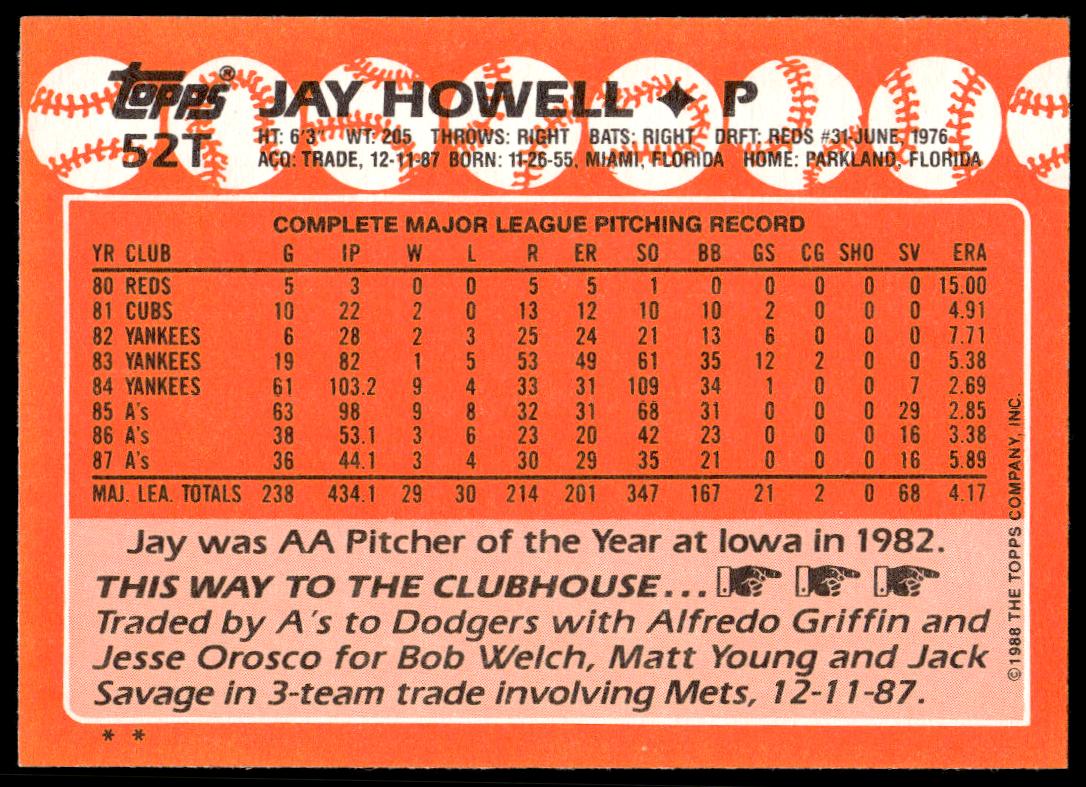 topps® JAY HOWELL ✦ P
52T
HT: 6'3" WT: 205 THROWS: RIGHT BATS: RIGHT DRFT: REDS #31-JUNE, 1976
ACQ: TRADE, 12-11-87 BORN: 11-26-55, MIAMI, FLORIDA HOME: PARKLAND, FLORIDA
COMPLETE MAJOR LEAGUE PITCHING RECORD
YR CLUB G IP W L R ER SO BB GS CG SHO SV ERA
80 REDS 5 3 0 0 5 5 1 0 0 0 0 0 15.00
81 CUBS 10 22 2 0 13 12 10 10 2 0 0 0 4.91
82 YANKEES 6 28 2 3 25 24 21 13 6 0 0 0 7.71
83 YANKEES 19 82 1 5 53 49 61 35 12 2 0 0 5.38
84 YANKEES 61 103.2 9 4 33 31 109 34 1 0 0 7 2.69
85 A's 63 98 9 8 32 31 68 31 0 0 0 29 2.85
86 A's 38 53.1 3 6 23 20 42 23 0 0 0 16 3.38
87 A's 36 44.1 3 4 30 29 35 21 0 0 0 16 5.89
MAJ. LEA. TOTALS 238 434.1 29 30 214 201 347 167 21 2 0 68 4.17
Jay was AA Pitcher of the Year at Iowa in 1982.
THIS WAY TO THE CLUBHOUSE...
Traded by A's to Dodgers with Alfredo Griffin and
Jesse Orosco for Bob Welch, Matt Young and Jack
Savage in 3-team trade involving Mets, 12-11-87.
©1988 THE TOPPS COMPANY, INC.
* *